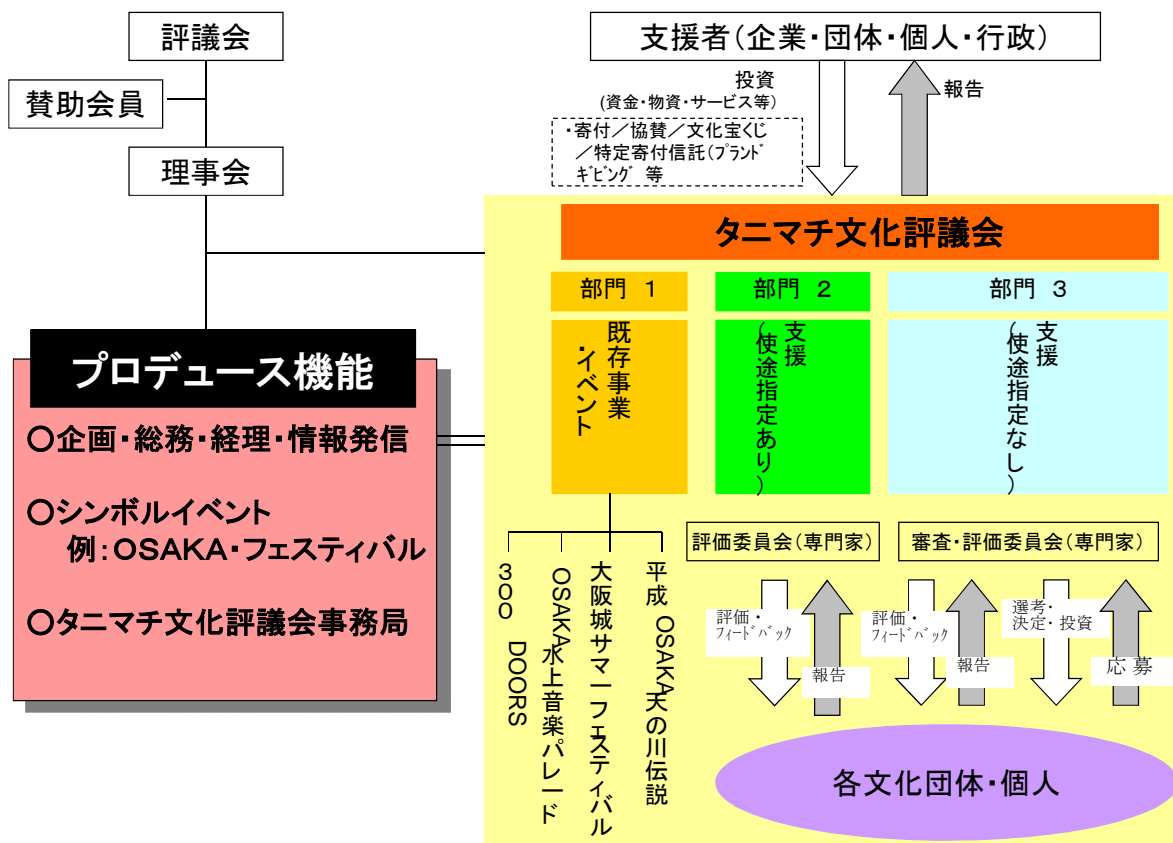 評議会
賛助会員
理事会
プロデュース機能
○企画・総務・経理・情報発信
○シンボルイベント
例：OSAKA・フェスティバル
○タニマチ文化評議会事務局
支援者（企業・団体・個人・行政）
投資
(資金・物資・サービス等)
・寄付／協賛／文化宝くじ
／特定寄付信託(プランド
ギビング 等
報告
タニマチ文化評議会
部門 1
部門 2
部門 3
既存事業
・イベント
支援
(使途指定あり)
支援
(使途指定なし)
300 DOORS
OSAKA水上音楽パレード
大阪城サマーフェスティバル
平成OSAKA天の川伝説
評価委員会(専門家)
審査・評価委員会(専門家)
評価・
フィードバック
報告
評価・
フィードバック
報告
選考・
決定・投資
応募
各文化団体・個人